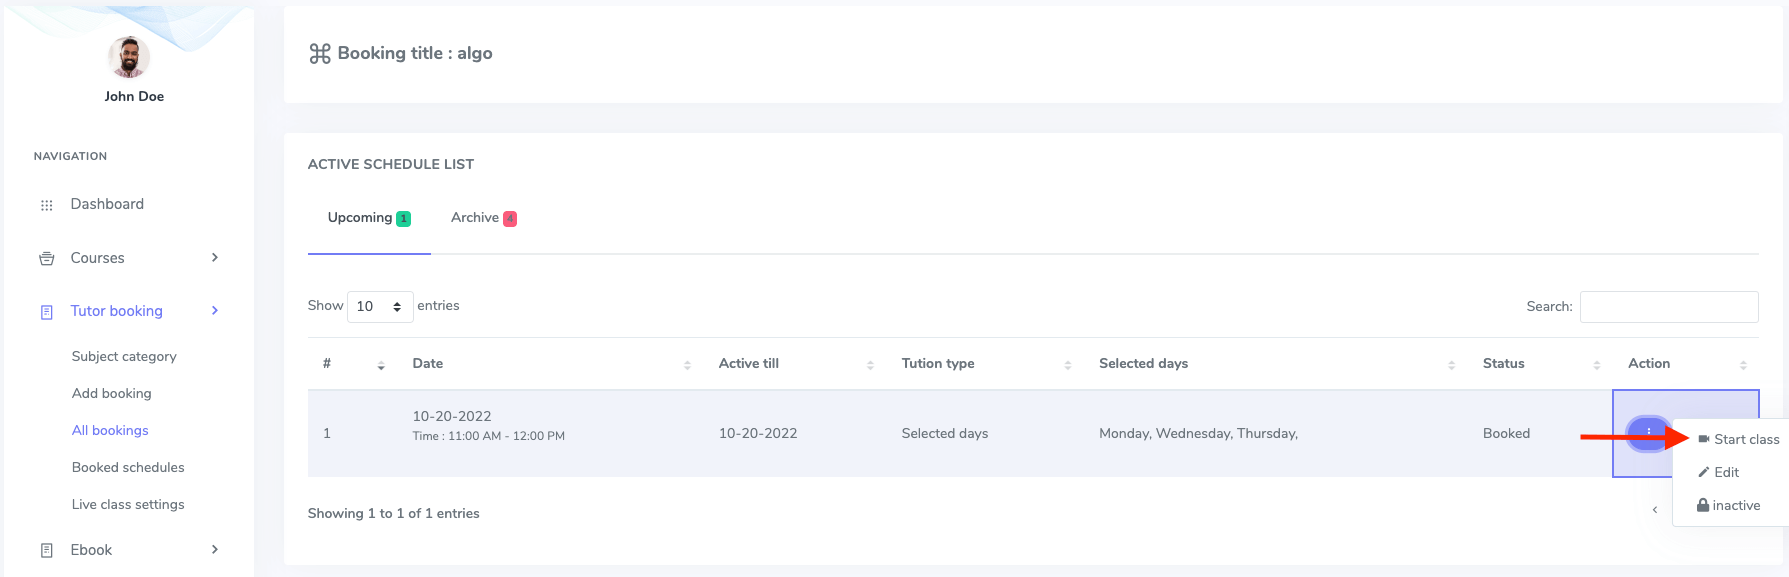 John Doe
NAVIGATION
Dashboard
Courses
Tutor booking
Subject category
Add booking
All bookings
Booked schedules
Live class settings
Ebook
Booking title : algo
ACTIVE SCHEDULE LIST
Upcoming 1 Archive 4
Show 10 entries Search:
# Date Active till Tution type Selected days Status Action
1 10-20-2022 10-20-2022 Selected days Monday, Wednesday, Thursday, Booked
Time : 11:00 AM - 12:00 PM
Start class
Edit
inactive
Showing 1 to 1 of 1 entries